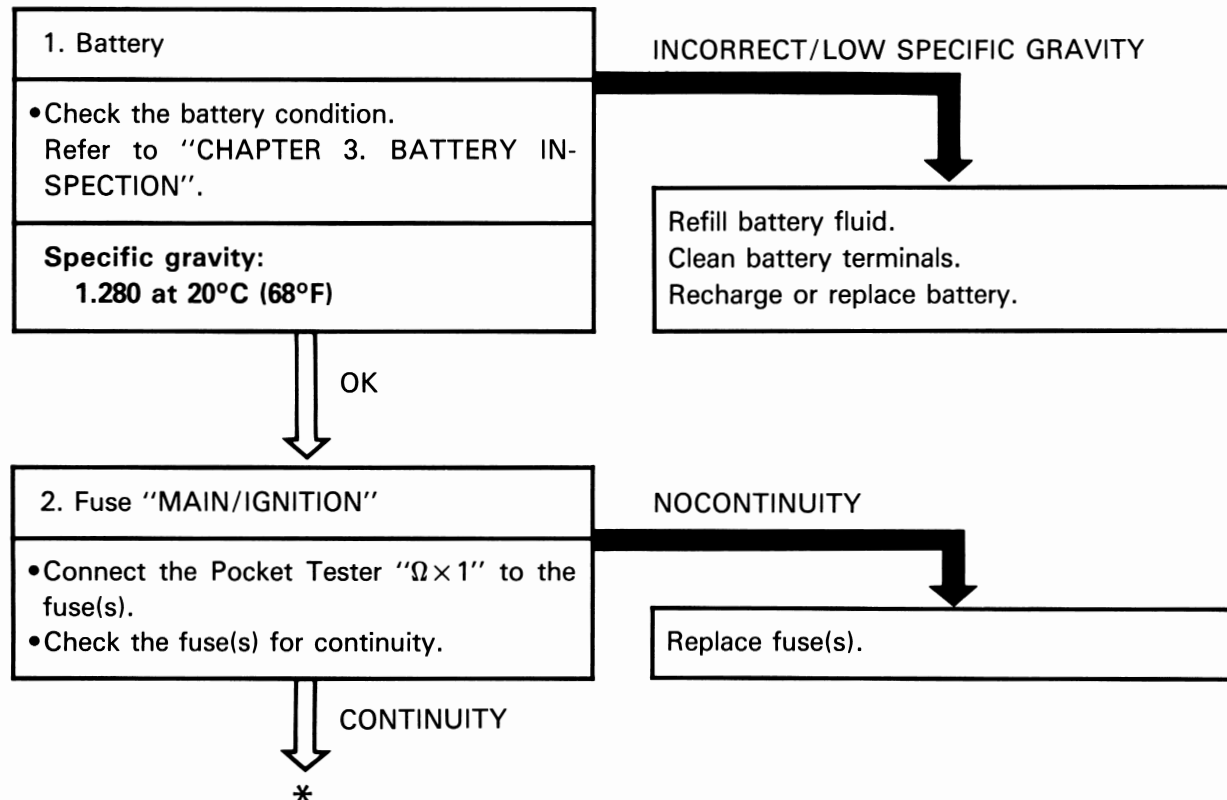 1. Battery
•Check the battery condition.
Refer to ‘‘CHAPTER 3. BATTERY IN-
SPECTION’’.
Specific gravity:
1.280 at 20°C (68°F)
INCORRECT/LOW SPECIFIC GRAVITY
Refill battery fluid.
Clean battery terminals.
Recharge or replace battery.
OK
2. Fuse ‘‘MAIN/IGNITION’’
•Connect the Pocket Tester ‘‘Ω×1’’ to the
fuse(s).
•Check the fuse(s) for continuity.
NOCONTINUITY
Replace fuse(s).
CONTINUITY
*